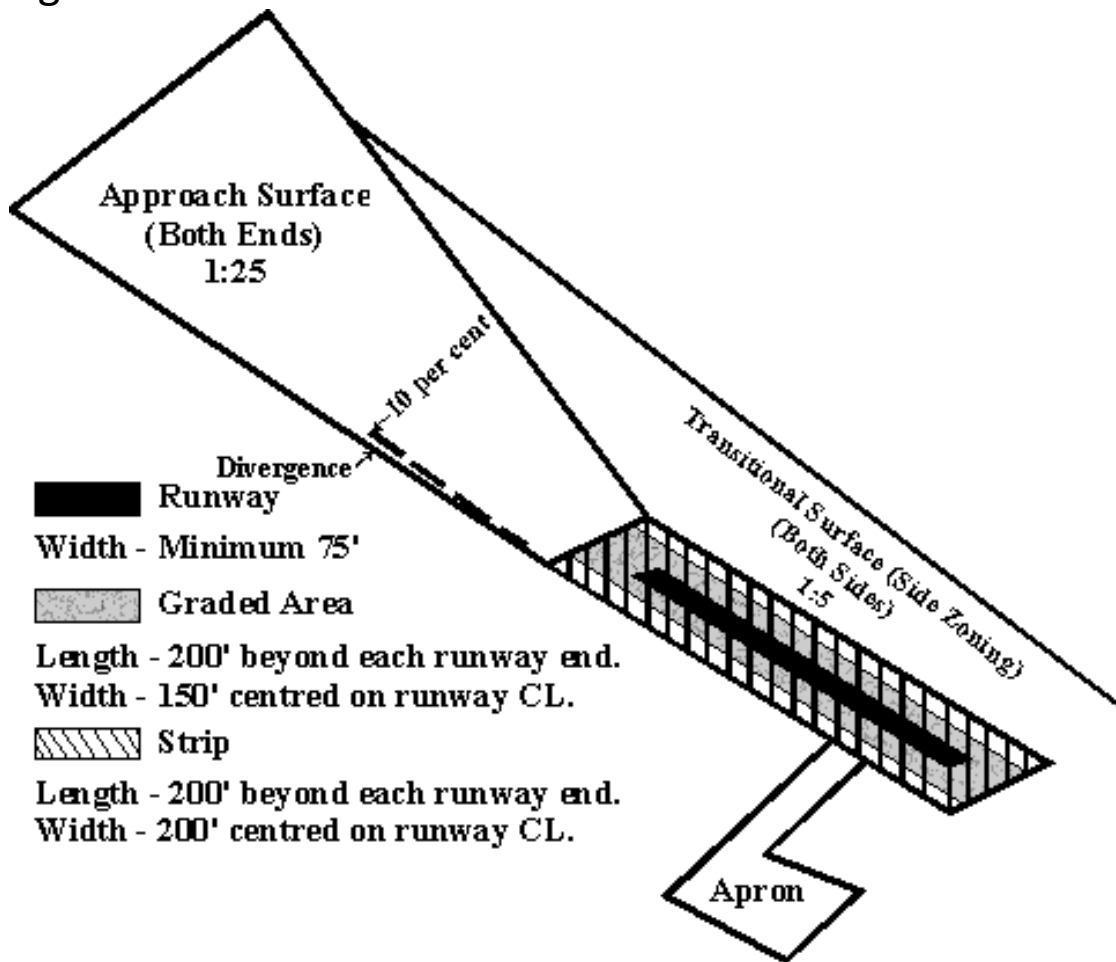 Approach Surface
(Both Ends)
1:25
10 per cent
Divergence
Transitional Surface (Side Zoning)
(Both Sides)
1:5
Runway
Width - Minimum 75'
Graded Area
Length - 200' beyond each runway end.
Width - 150' centred on runway CL.
Strip
Length - 200' beyond each runway end.
Width - 200' centred on runway CL.
Apron